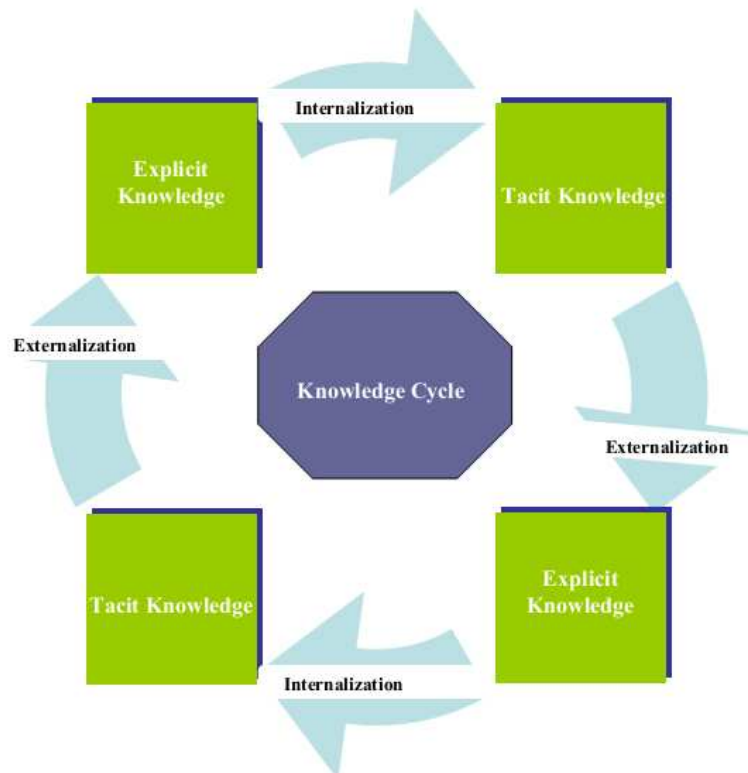 Internalization
Explicit
Knowledge
Tacit Knowledge
Externalization
Knowledge Cycle
Externalization
Tacit Knowledge
Explicit
Knowledge
Internalization